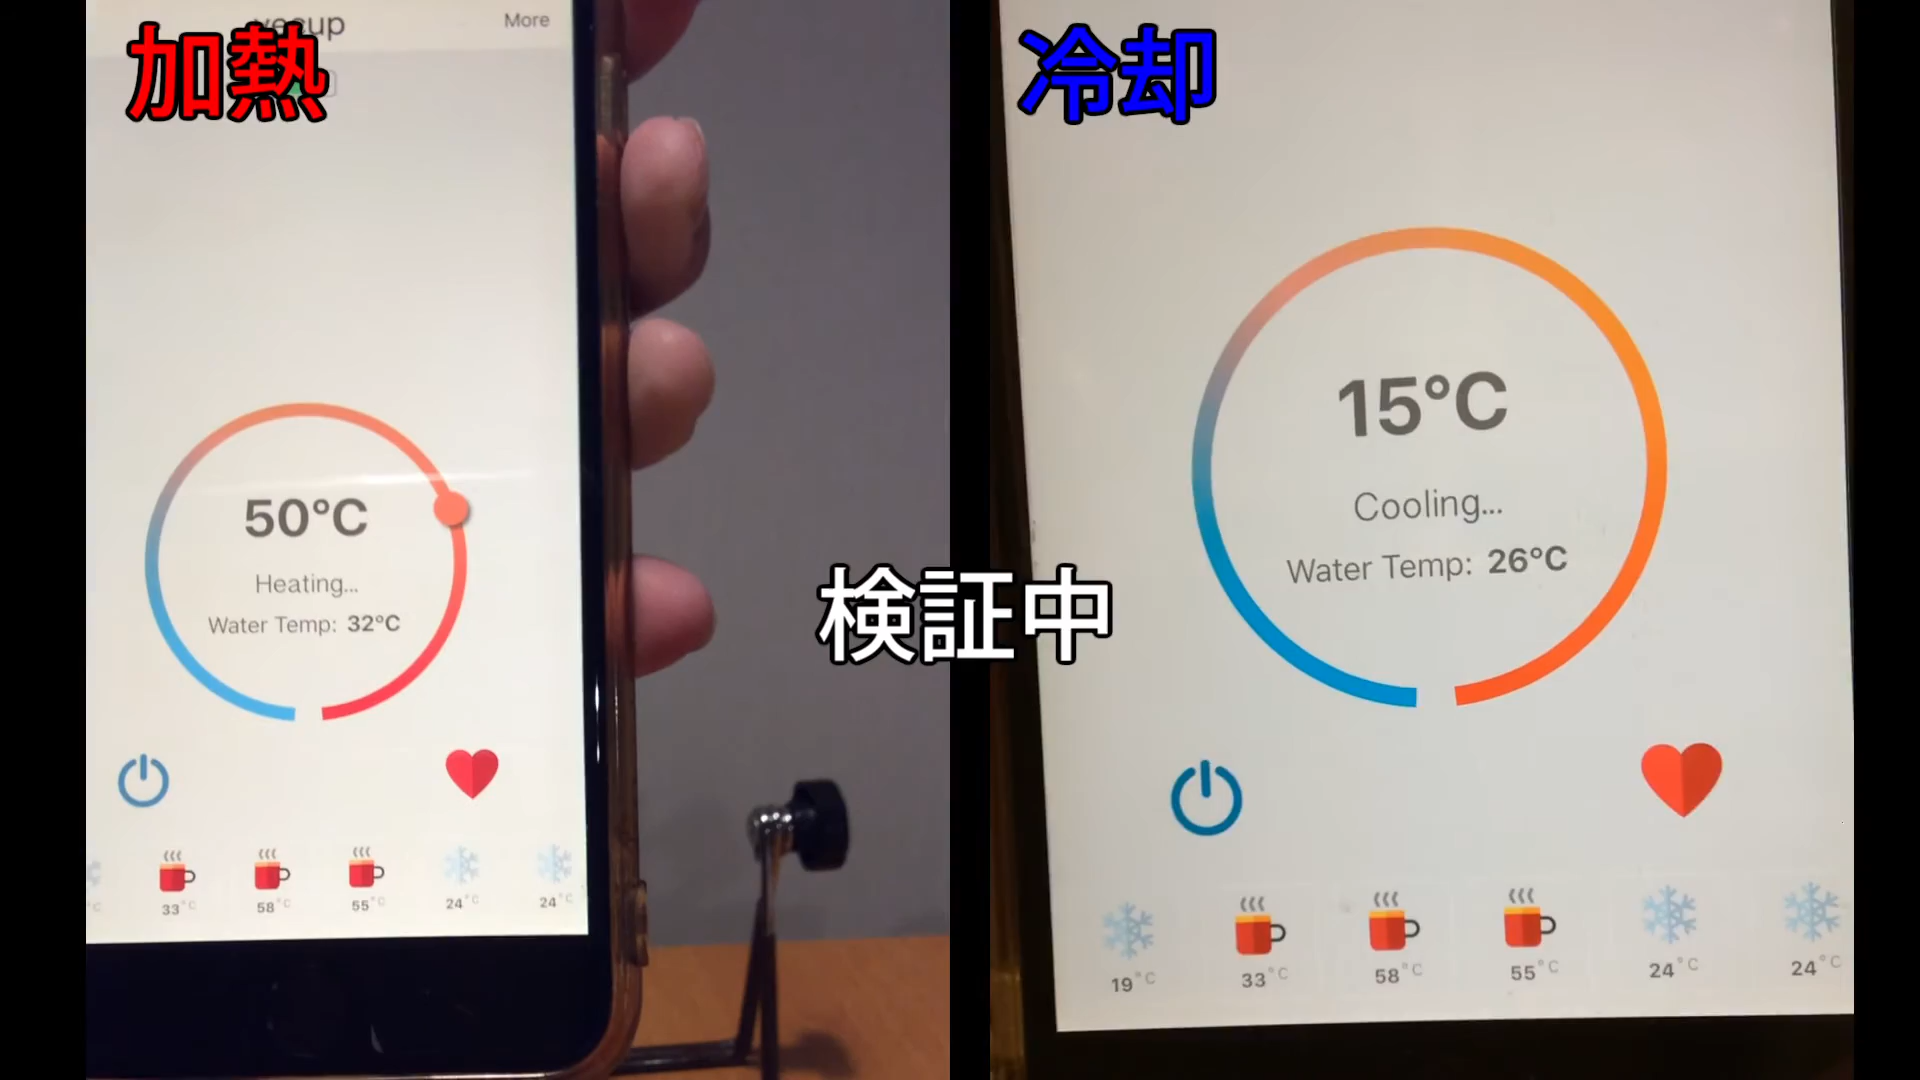 More
加熱
50°C
Heating...
Water Temp: 32°C
33°C
58°C
55°C
24°C
24°C
冷却
15°C
Cooling...
Water Temp: 26°C
19°C
33°C
58°C
55°C
24°C
24°C
検証中